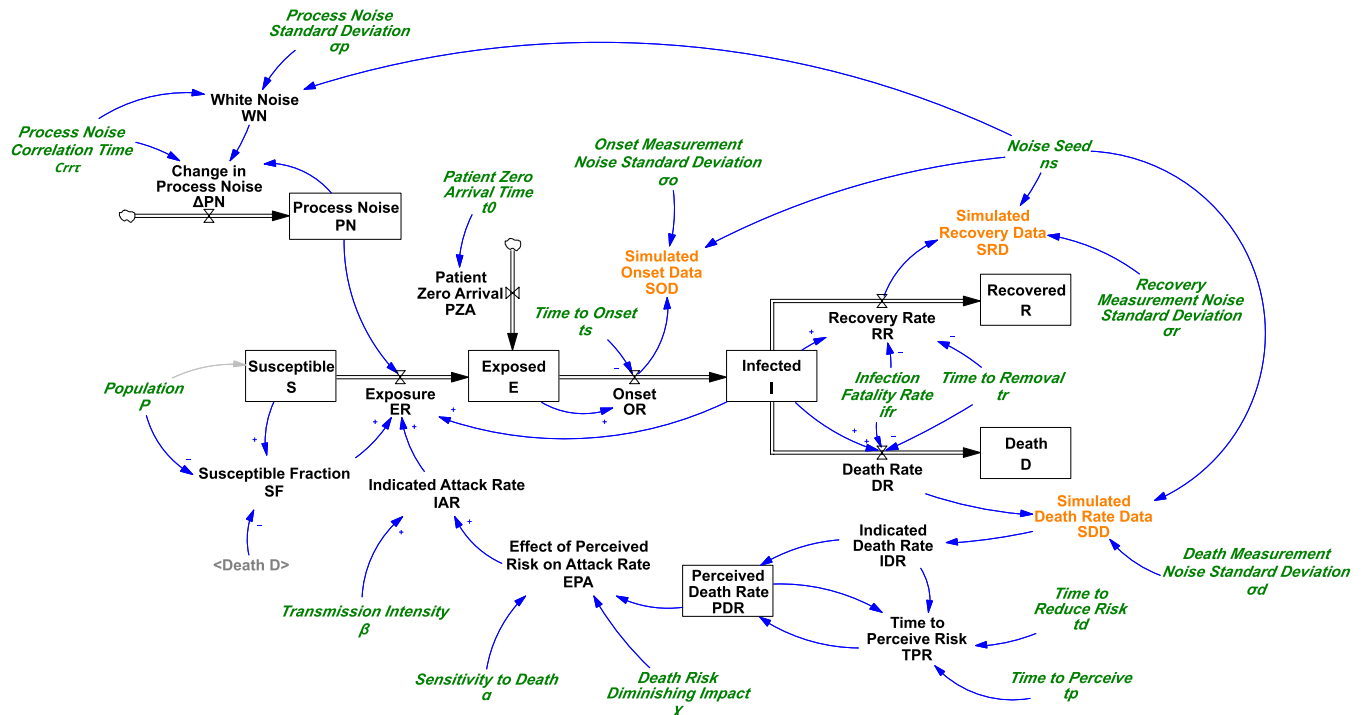 Process Noise
Standard Deviation
σp
White Noise
WN
Process Noise
Correlation Time
Crrτ
Change in
Process Noise
ΔPN
Process Noise
PN
Patient Zero
Arrival Time
t0
Patient
Zero Arrival
PZA
Onset Measurement
Noise Standard Deviation
σo
Noise Seed
ns
Simulated
Onset Data
SOD
Simulated
Recovery Data
SRD
Recovery
Measurement Noise
Standard Deviation
σr
Time to Onset
ts
Recovered
R
Recovery Rate
RR
Susceptible
S
Exposed
E
Infected
I
Population
P
Exposure
ER
Onset
OR
Infection
Fatality Rate
ifr
Time to Removal
tr
Death
D
Susceptible Fraction
SF
Indicated Attack Rate
IAR
Death Rate
DR
Simulated
Death Rate Data
SDD
<Death D>
Effect of Perceived
Risk on Attack Rate
EPA
Indicated
Death Rate
IDR
Death Measurement
Noise Standard Deviation
σd
Perceived
Death Rate
PDR
Transmission Intensity
β
Time to
Perceive Risk
TPR
Time to
Reduce Risk
td
Sensitivity to Death
α
Death Risk
Diminishing Impact
χ
Time to Perceive
tp